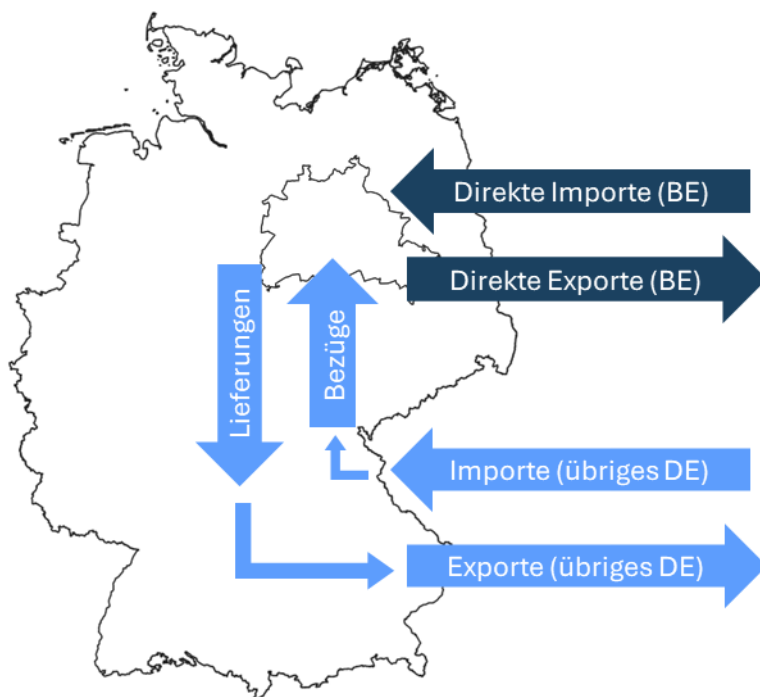 Direkte Importe (BE)
Direkte Exporte (BE)
Lieferungen
Bezüge
Importe (übriges DE)
Exporte (übriges DE)